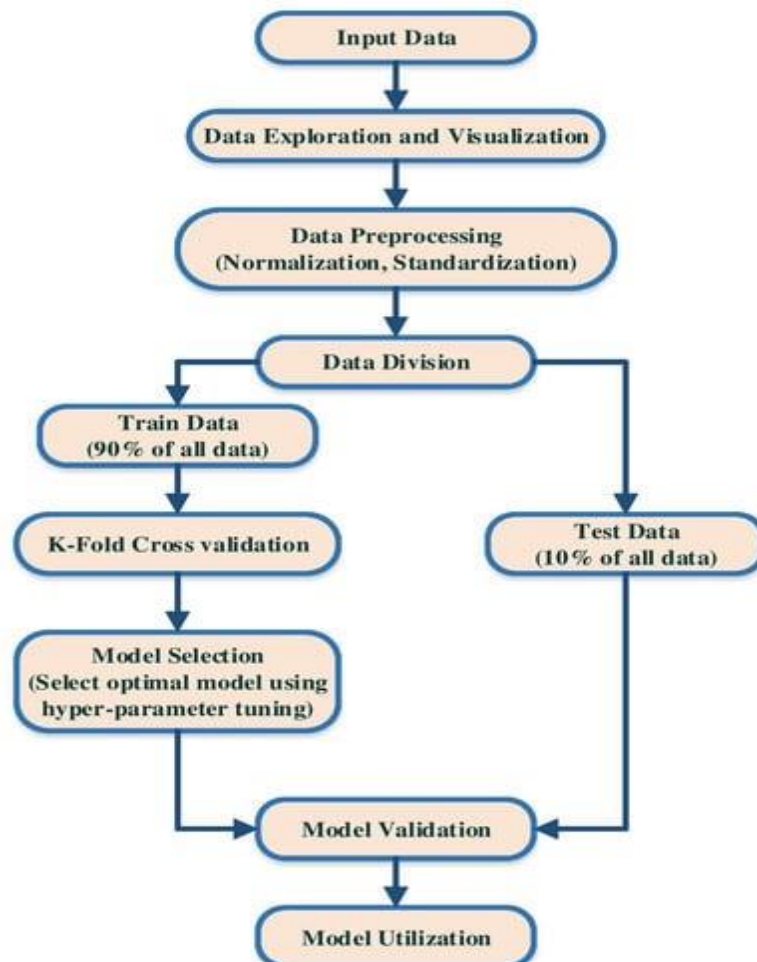 Input Data
Data Exploration and Visualization
Data Preprocessing
(Normalization, Standardization)
Data Division
Train Data
(90% of all data)
K-Fold Cross validation
Test Data
(10% of all data)
Model Selection
(Select optimal model using
hyper-parameter tuning)
Model Validation
Model Utilization